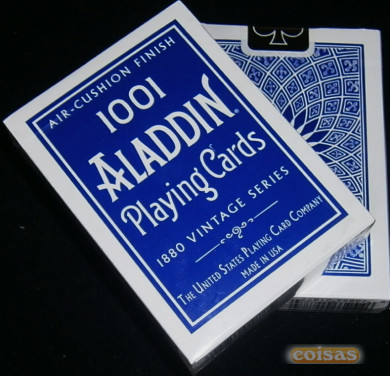 AIR-CUSHION FINISH
1001
ALADDIN®
Playing Cards
1880 VINTAGE SERIES
THE UNITED STATES PLAYING CARD COMPANY
MADE IN USA
coisas